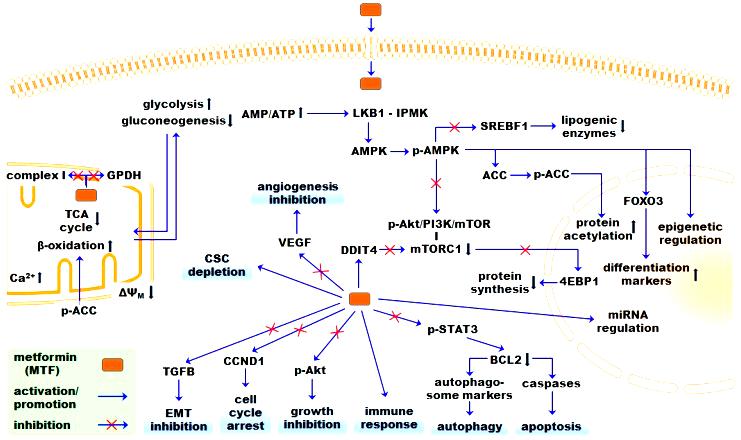 glycolysis↑
gluconeogenesis↓
AMP/ATP↑
LKB1 - IPMK
SREBF1
lipogenic
enzymes↓
AMPK
p-AMPK
complex I
GPDH
ACC
p-ACC
FOXO3
angiogenesis
inhibition
TCA
cycle↓
β-oxidation↑
p-Akt/PI3K/mTOR
protein
acetylation↑
epigenetic
regulation
VEGF
DDIT4
mTORC1↓
CSC
depletion
Ca²⁺↑
ΔΨM↓
p-ACC
protein
synthesis↓
4EBP1
differentiation
markers↑
miRNA
regulation
p-STAT3
metformin
(MTF)
activation/
promotion
inhibition
TGFB
CCND1
p-Akt
BCL2↓
autophago-
some markers
caspases
EMT
inhibition
cell
cycle
arrest
growth
inhibition
immune
response
autophagy
apoptosis